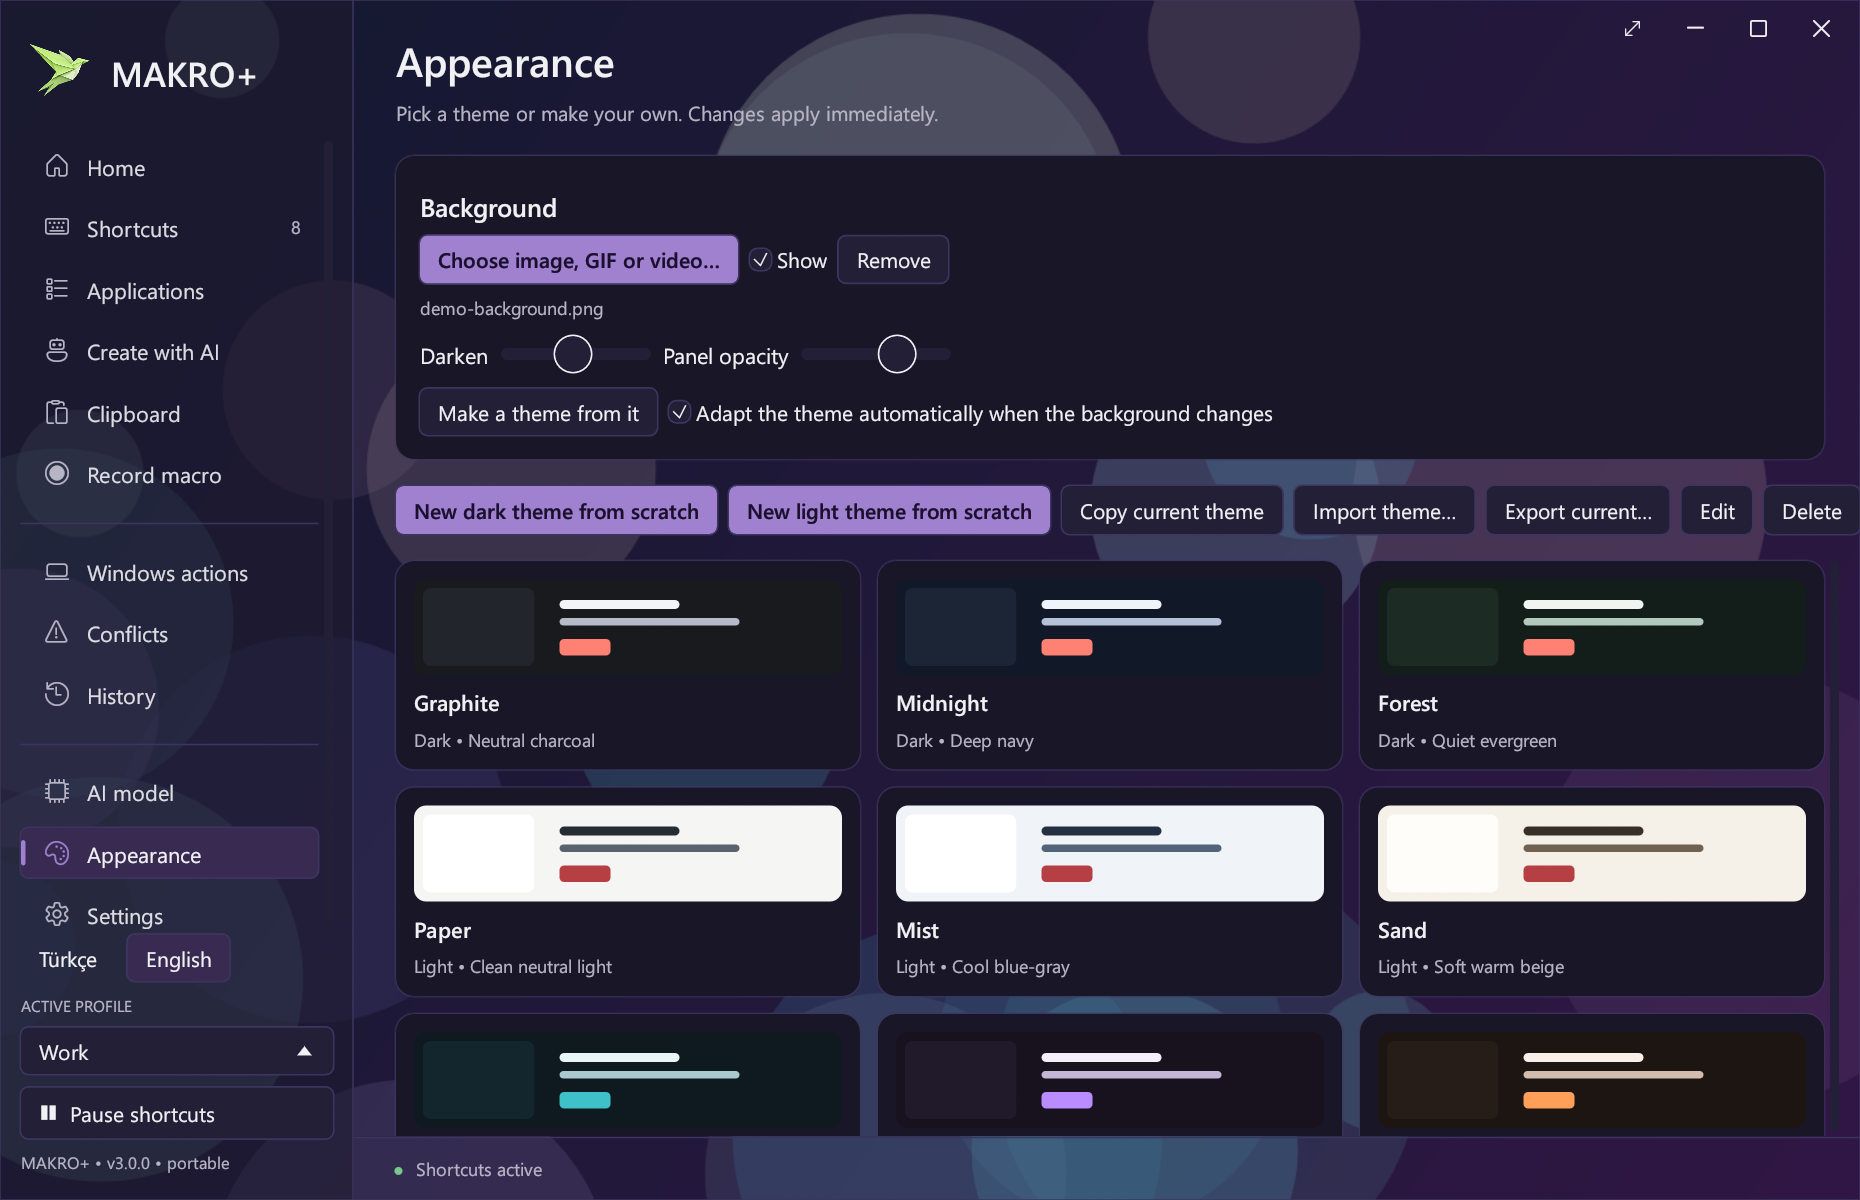 MAKRO+
Home
Shortcuts 8
Applications
Create with AI
Clipboard
Record macro
Windows actions
Conflicts
History
AI model
Appearance
Settings
Türkçe English
ACTIVE PROFILE
Work
Pause shortcuts
MAKRO+ • v3.0.0 • portable
Appearance
Pick a theme or make your own. Changes apply immediately.
Background
Choose image, GIF or video... Show Remove
demo-background.png
Darken Panel opacity
Make a theme from it Adapt the theme automatically when the background changes
New dark theme from scratch New light theme from scratch Copy current theme Import theme... Export current... Edit Delete
Graphite Midnight Forest
Dark • Neutral charcoal Dark • Deep navy Dark • Quiet evergreen
Paper Mist Sand
Light • Clean neutral light Light • Cool blue-gray Light • Soft warm beige
Shortcuts active